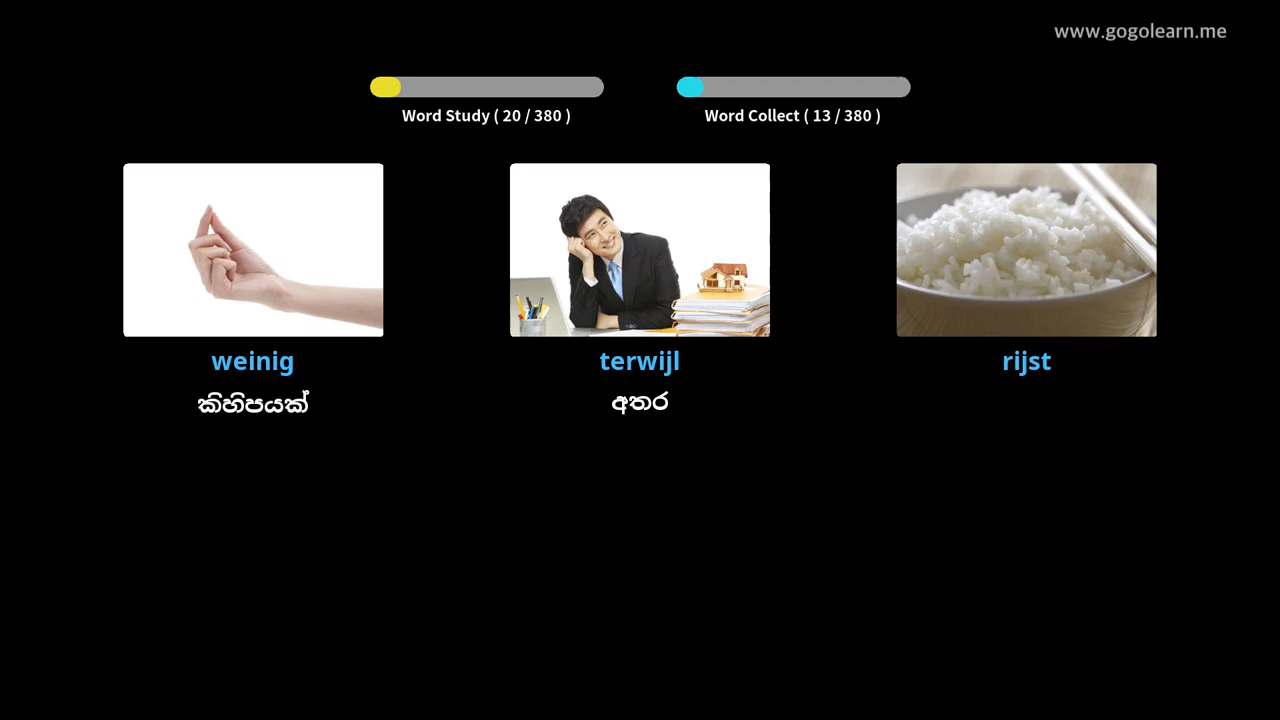 www.gogolearn.me
Word Study ( 20 / 380 )
Word Collect ( 13 / 380 )
weinig
terwijl
rijst
කිහිපයක්
අතර